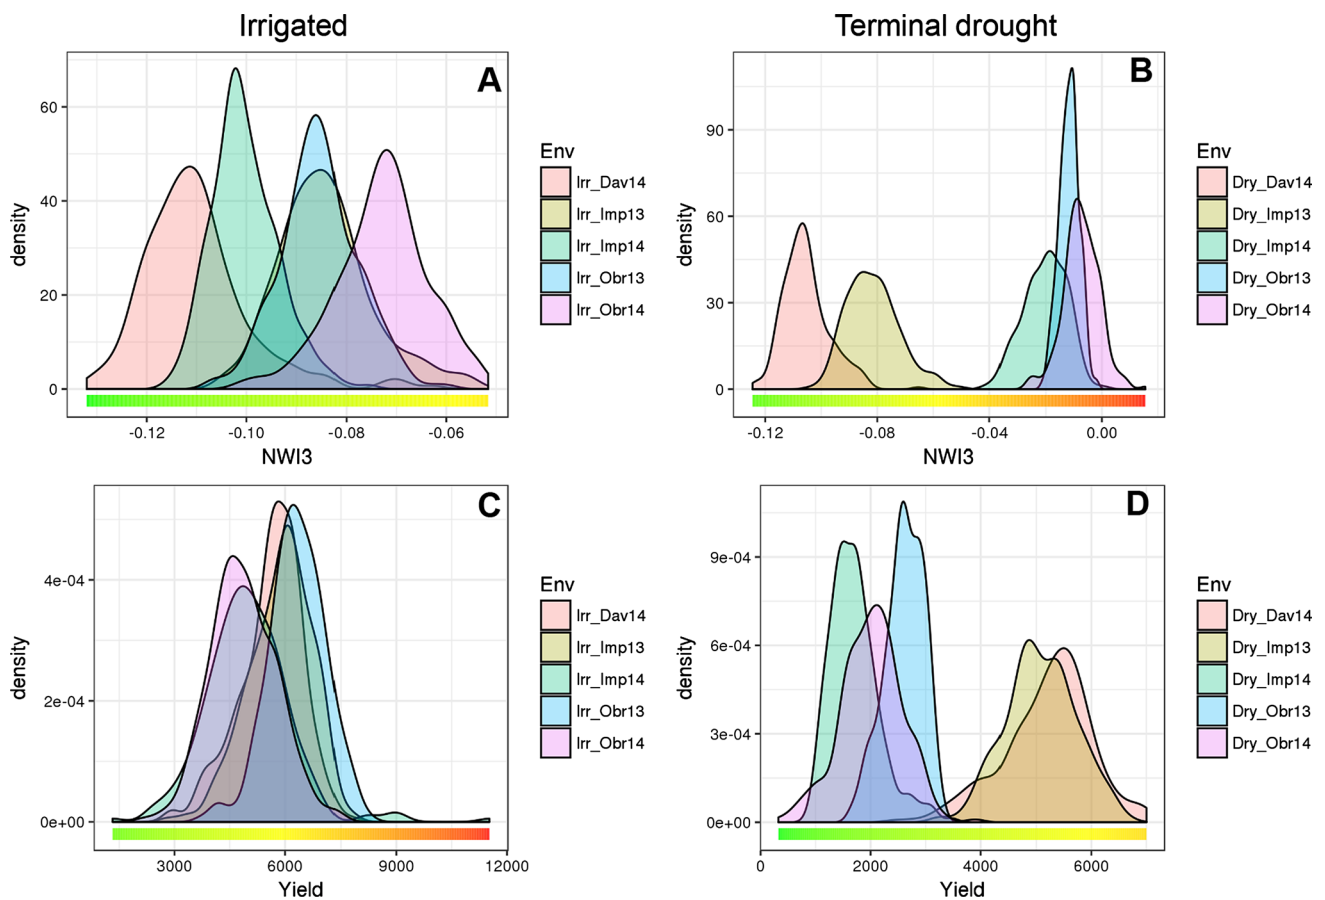 Irrigated
Terminal drought
A
60
40
20
0
density
-0.12 -0.10 -0.08 -0.06
NWI3
Env
Irr_Dav14
Irr_Imp13
Irr_Imp14
Irr_Obr13
Irr_Obr14
B
90
60
30
0
density
-0.12 -0.08 -0.04 0.00
NWI3
Env
Dry_Dav14
Dry_Imp13
Dry_Imp14
Dry_Obr13
Dry_Obr14
C
4e-04
2e-04
0e+00
density
3000 6000 9000 12000
Yield
Env
Irr_Dav14
Irr_Imp13
Irr_Imp14
Irr_Obr13
Irr_Obr14
D
9e-04
6e-04
3e-04
0e+00
density
0 2000 4000 6000
Yield
Env
Dry_Dav14
Dry_Imp13
Dry_Imp14
Dry_Obr13
Dry_Obr14